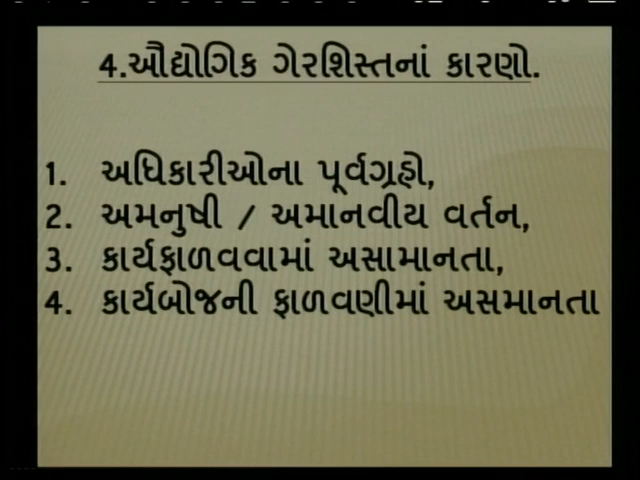 4.ઔદ્યોગિક ગેરશિસ્તનાં કારણો.
1. અધિકારીઓના પૂર્વગ્રહો,
2. અમનુષી / અમાનવીય વર્તન,
3. કાર્યફાળવવામાં અસામાનતા,
4. કાર્યબોજની ફાળવણીમાં અસમાનતા